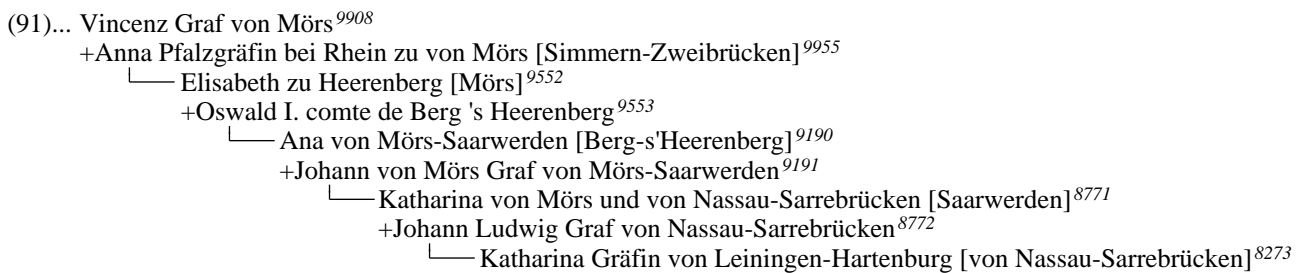 (91)... Vincenz Graf von Mörs9908
+Anna Pfalzgräfin bei Rhein zu von Mörs [Simmern-Zweibrücken]9955
Elisabeth zu Heerenberg [Mörs]9552
+Oswald I. comte de Berg 's Heerenberg9553
Ana von Mörs-Saarwerden [Berg-s'Heerenberg]9190
+Johann von Mörs Graf von Mörs-Saarwerden9191
Katharina von Mörs und von Nassau-Sarrebrücken [Saarwerden]8771
+Johann Ludwig Graf von Nassau-Sarrebrücken8772
Katharina Gräfin von Leiningen-Hartenburg [von Nassau-Sarrebrücken]8273